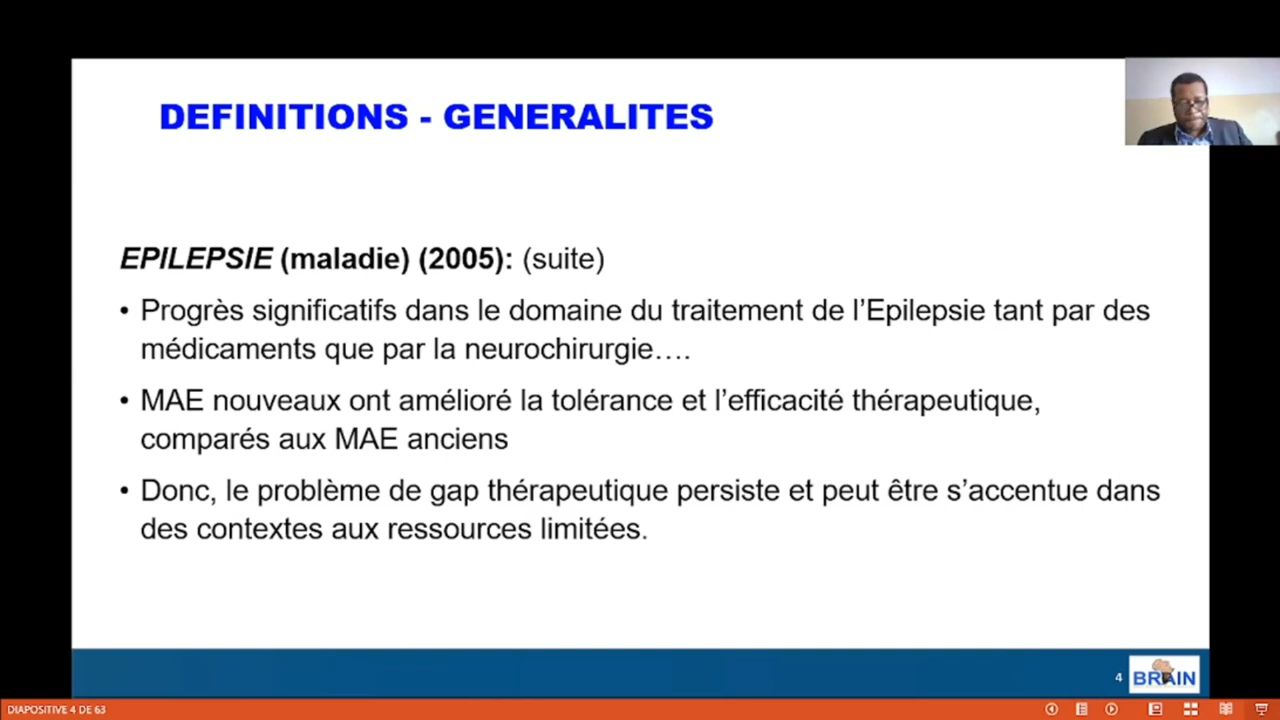 DEFINITIONS - GENERALITES
EPILEPSIE (maladie) (2005): (suite)
• Progrès significatifs dans le domaine du traitement de l’Epilepsie tant par des
médicaments que par la neurochirurgie….
• MAE nouveaux ont amélioré la tolérance et l’efficacité thérapeutique,
comparés aux MAE anciens
• Donc, le problème de gap thérapeutique persiste et peut être s’accentue dans
des contextes aux ressources limitées.
4
BRAIN
DIAPOSITIVE 4 DE 63